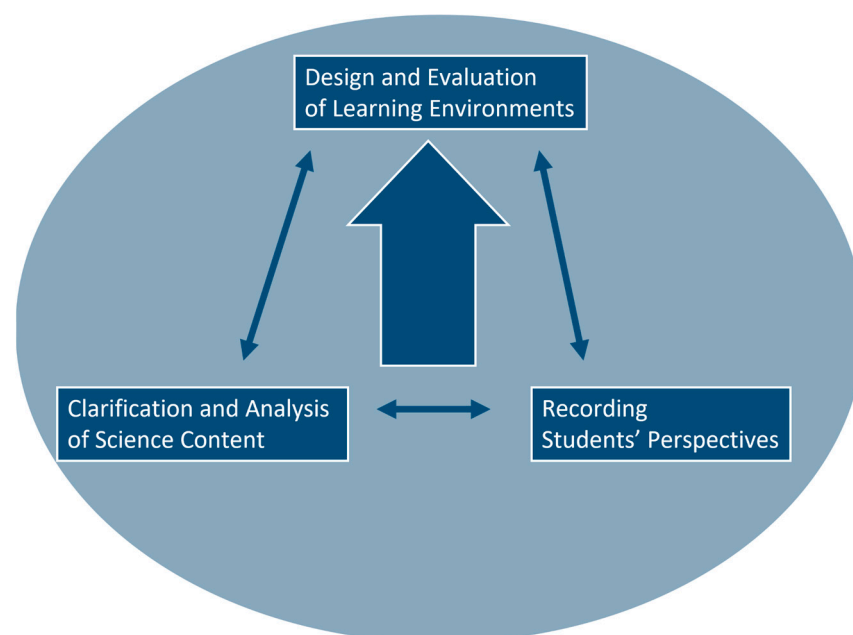 Design and Evaluation
of Learning Environments
Clarification and Analysis
of Science Content
Recording
Students’ Perspectives